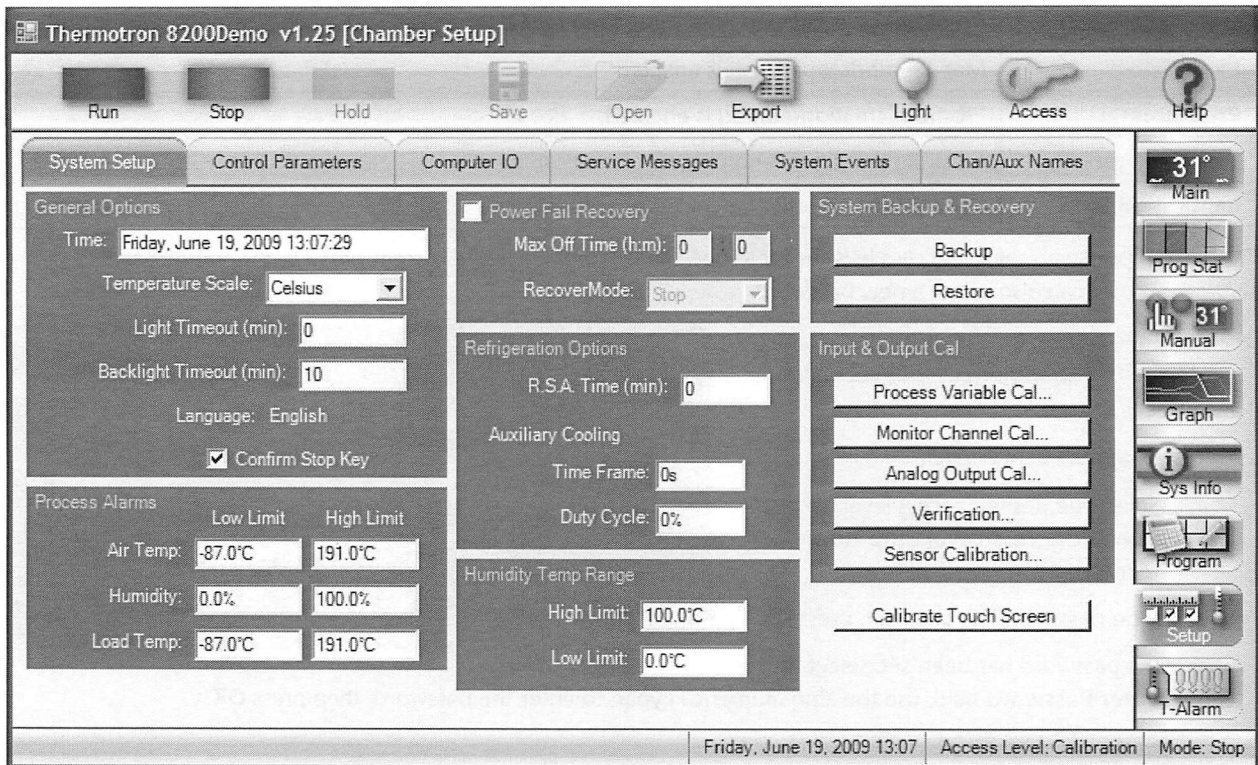 Thermotron 8200Demo v1.25 [Chamber Setup]
Run Stop Hold Save Open Export Light Access Help
System Setup Control Parameters Computer IO Service Messages System Events Chan/Aux Names
General Options
Time: Friday, June 19, 2009 13:07:29
Temperature Scale: Celsius
Light Timeout (min): 0
Backlight Timeout (min): 10
Language: English
Confirm Stop Key
Process Alarms
Low Limit High Limit
Air Temp: -87.0°C 191.0°C
Humidity: 0.0% 100.0%
Load Temp: -87.0°C 191.0°C
Power Fail Recovery
Max Off Time (h:m): 0 : 0
RecoverMode: Stop
Refrigeration Options
R.S.A. Time (min): 0
Auxiliary Cooling
Time Frame: 0s
Duty Cycle: 0%
Humidity Temp Range
High Limit: 100.0°C
Low Limit: 0.0°C
System Backup & Recovery
Backup
Restore
Input & Output Cal
Process Variable Cal...
Monitor Channel Cal...
Analog Output Cal...
Verification...
Sensor Calibration...
Calibrate Touch Screen
31°
Main
Prog Stat
31°
Manual
Graph
Sys Info
Program
Setup
T-Alarm
Friday, June 19, 2009 13:07 Access Level: Calibration Mode: Stop